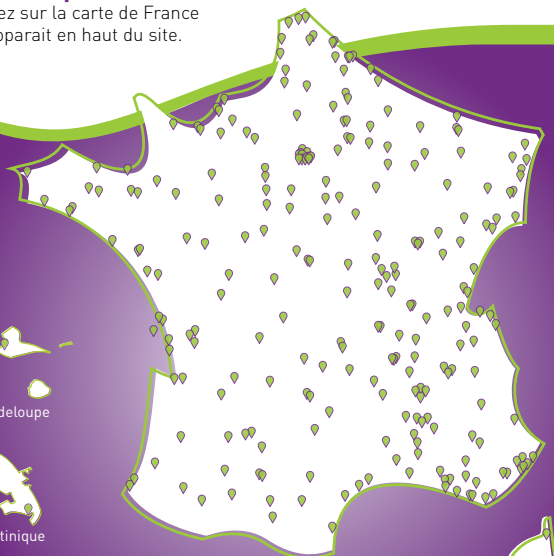 ez sur la carte de France
pparait en haut du site.
deloupe
tinique